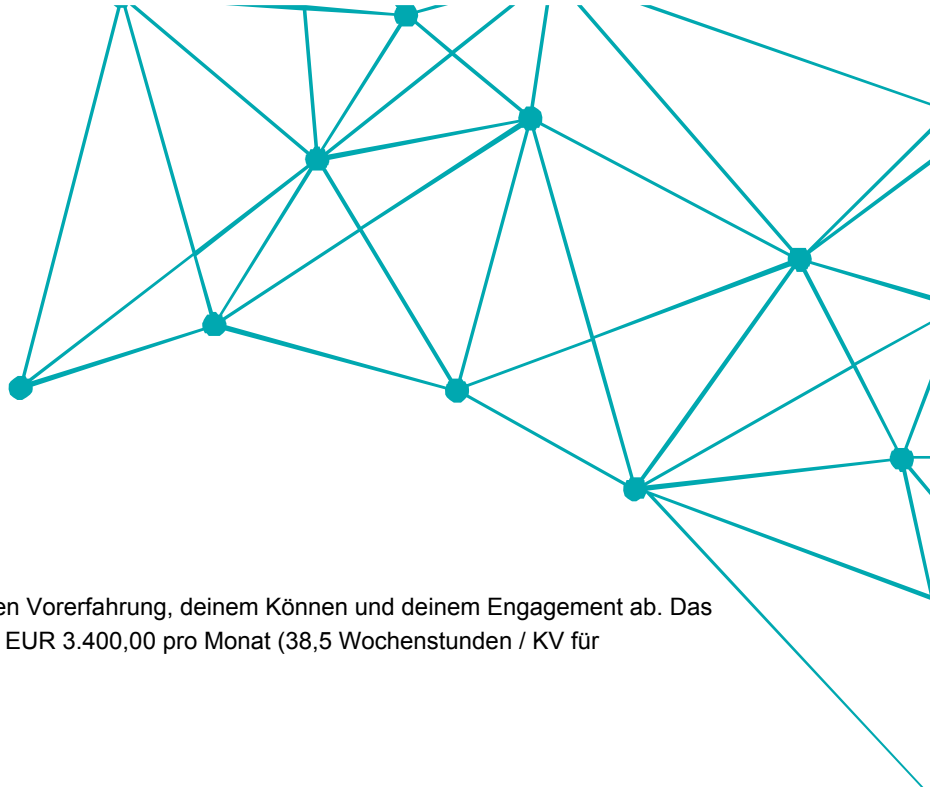 en Vorerfahrung, deinem Können und deinem Engagement ab. Das
EUR 3.400,00 pro Monat (38,5 Wochenstunden / KV für